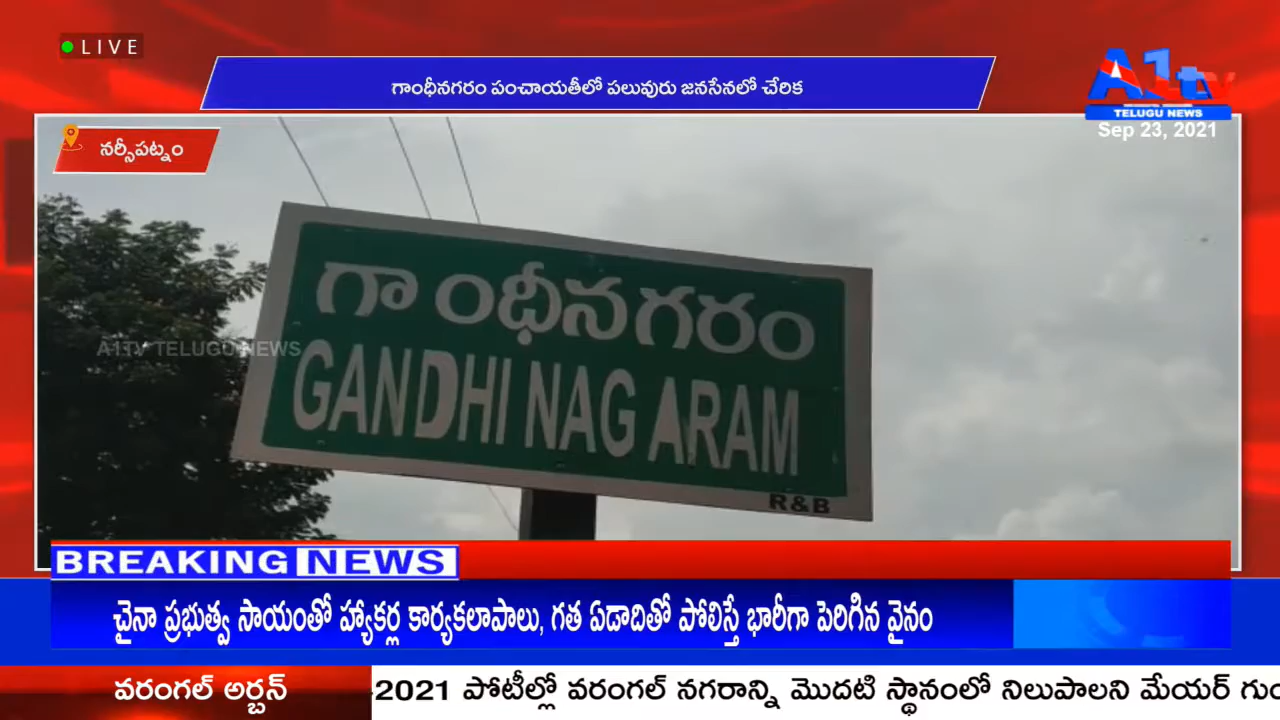 LIVE
గాంధీనగరం పంచాయతీలో పలువురు జనసేనలో చేరిక
A1tv
TELUGU NEWS
Sep 23, 2021
నర్సీపట్నం
గాంధీనగరం
A1TV TELUGU NEWS
GANDHI NAG ARAM
R&B
BREAKING NEWS
చైనా ప్రభుత్వ సాయంతో హ్యాకర్ల కార్యకలాపాలు, గత ఏడాదితో పోలిస్తే భారీగా పెరిగిన వైనం
వరంగల్ అర్బన్
-2021 పోటీల్లో వరంగల్ నగరాన్ని మొదటి స్థానంలో నిలుపాలని మేయర్